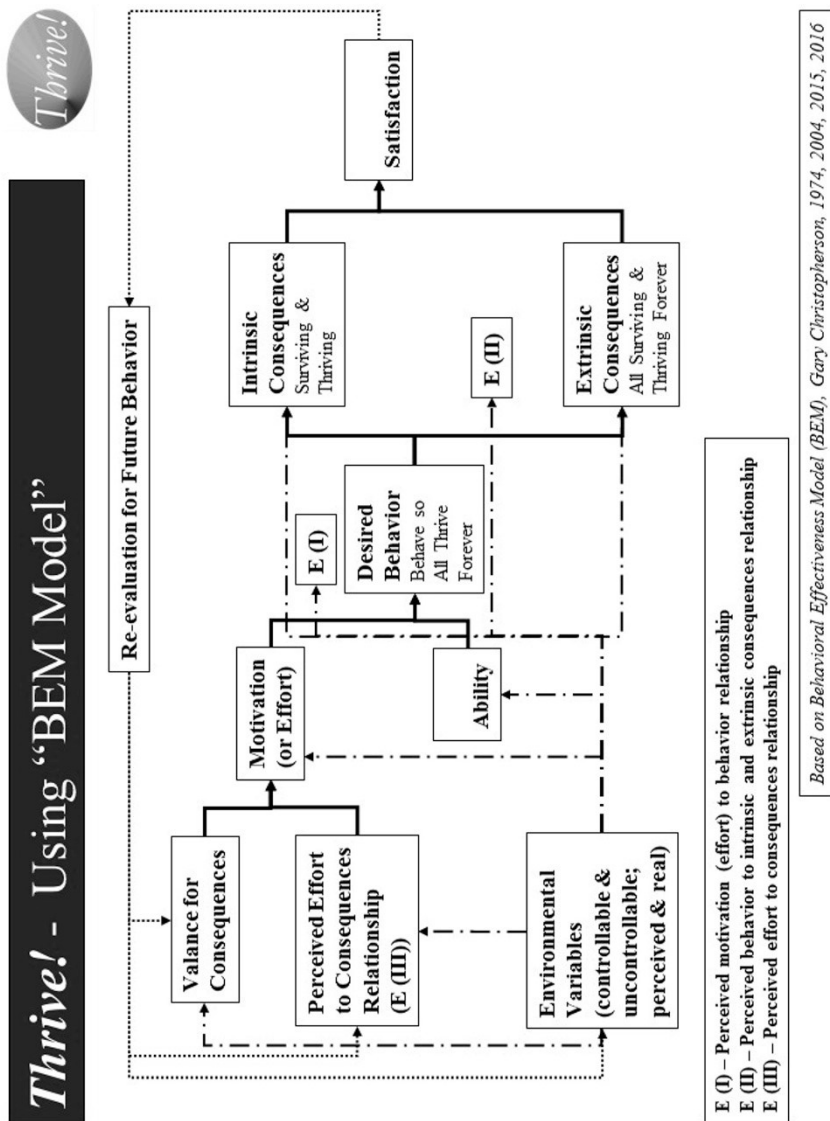 Thrive! - Using “BEM Model”
Thrive!
Re-evaluation for Future Behavior
Valance for
Consequences
Perceived Effort
to Consequences
Relationship
(E (III))
Environmental
Variables
(controllable &
uncontrollable;
perceived & real)
Motivation
(or Effort)
Ability
E (I)
Desired
Behavior
Behave so
All Thrive
Forever
E (II)
Intrinsic
Consequences
Surviving &
Thriving
Extrinsic
Consequences
All Surviving &
Thriving Forever
Satisfaction
E (I) – Perceived motivation (effort) to behavior relationship
E (II) – Perceived behavior to intrinsic and extrinsic consequences relationship
E (III) – Perceived effort to consequences relationship
Based on Behavioral Effectiveness Model (BEM), Gary Christopherson, 1974, 2004, 2015, 2016